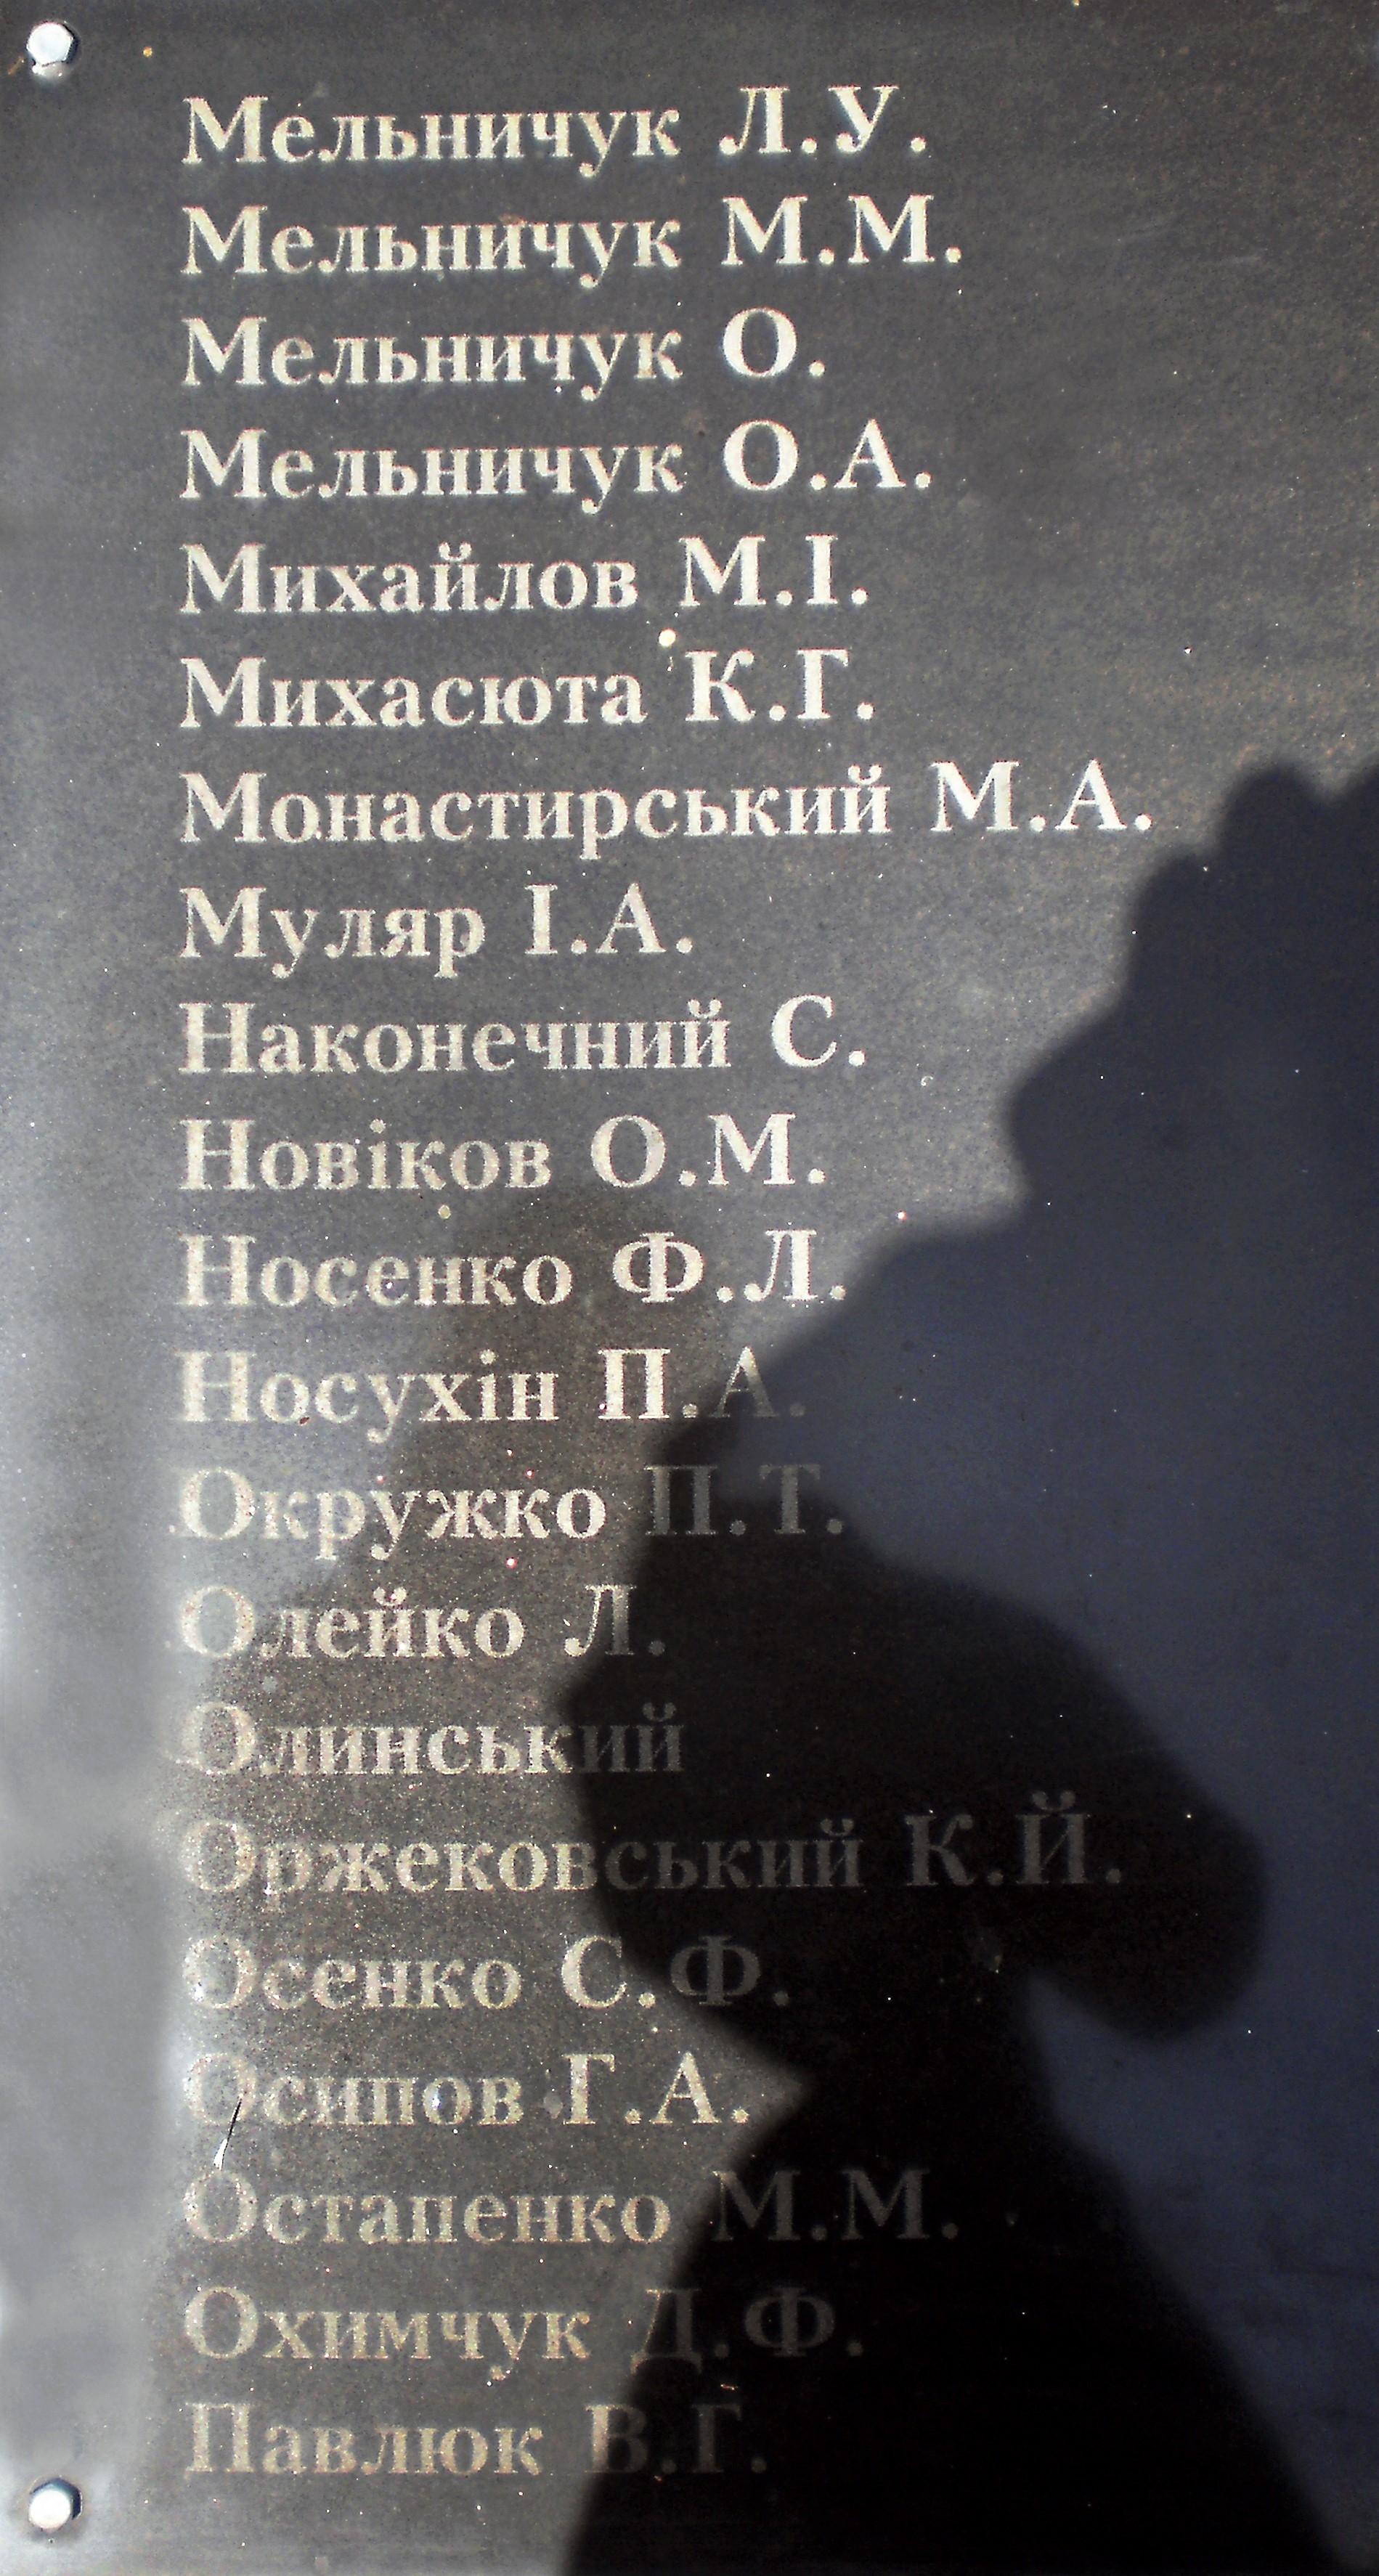 Мельничук Л.У.
Мельничук М.М.
Мельничук О.
Мельничук О.А.
Михайлов М.І.
Михасюта К.Г.
Монастирський М.А.
Муляр І.А.
Наконечний С.
Новіков О.М.
Носенко Ф.Л.
Носухін П.А.
Окружко П.Т.
Олейко Л.
Олинський
Оржековський К.Й.
Осенко С.Ф.
Осипов Г.А.
Остапенко М.М.
Охимчук Д.Ф.
Павлюк В.Г.